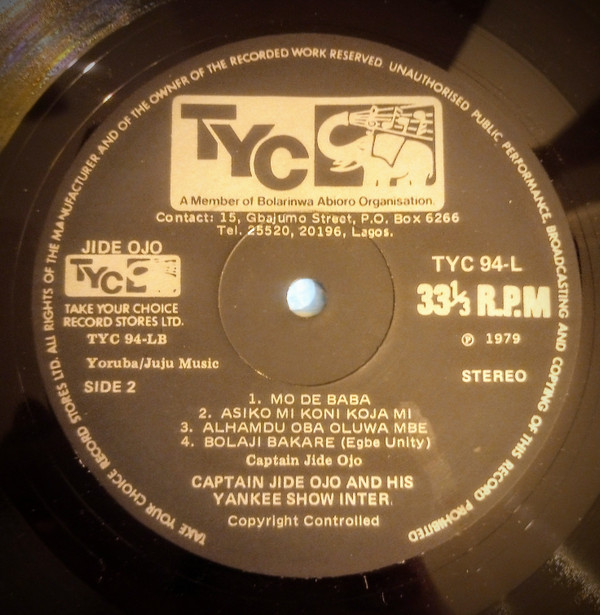 TAKE YOUR CHOICE RECORD STORES LTD. ALL RIGHTS OF THE MANUFACTURER AND OF THE OWNER OF THE RECORDED WORK RESERVED. UNAUTHORISED PUBLIC PERFORMANCE, BROADCASTING AND COPYING OF THIS RECORD PROHIBITED
TYC
A Member of Bolarinwa Abioro Organisation.
Contact: 15, Gbajumo Street, P.O. Box 6266
Tel. 25520, 20196, Lagos.
JIDE OJO
TYC
TAKE YOUR CHOICE
RECORD STORES LTD.
TYC 94-LB
Yoruba/Juju Music
SIDE 2
TYC 94-L
33⅓ R.P.M
℗ 1979
STEREO
1. MO DE BABA
2. ASIKO MI KONI KOJA MI
3. ALHAMDU OBA OLUWA MBE
4. BOLAJI BAKARE (Egbe Unity)
Captain Jide Ojo
CAPTAIN JIDE OJO AND HIS
YANKEE SHOW INTER.
Copyright Controlled